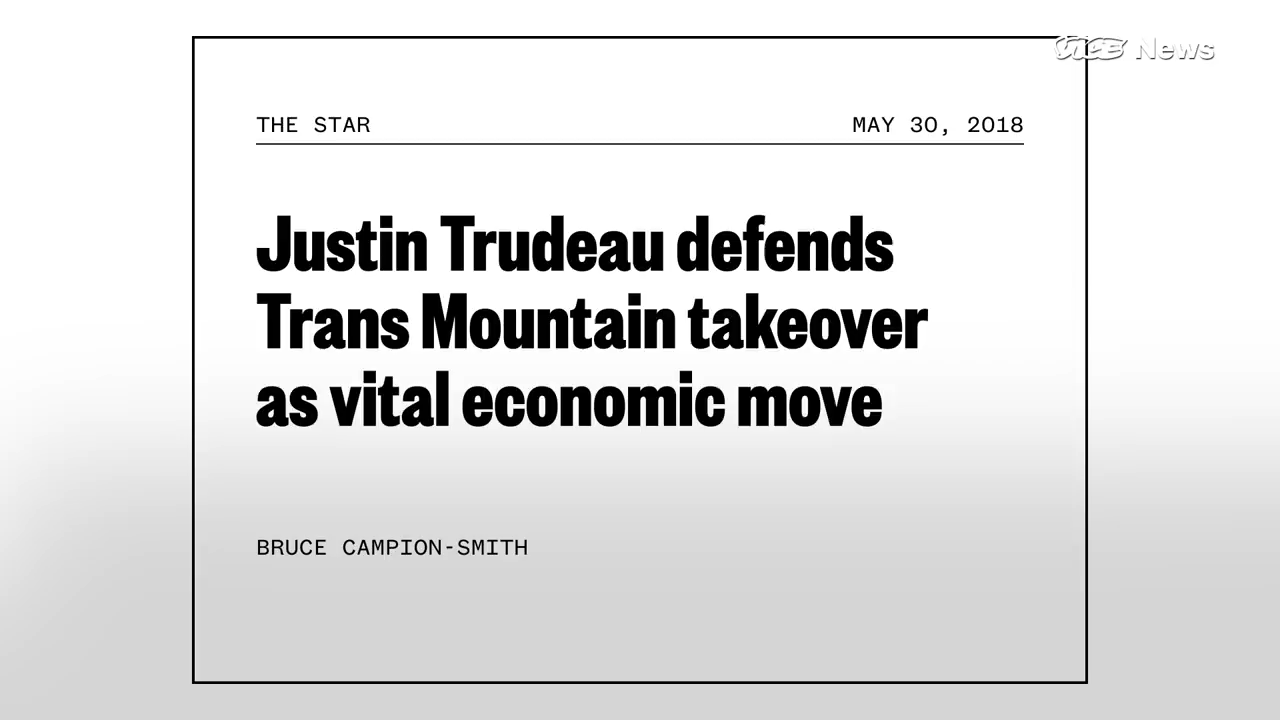 VICE News
THE STAR MAY 30, 2018
Justin Trudeau defends
Trans Mountain takeover
as vital economic move
BRUCE CAMPION-SMITH